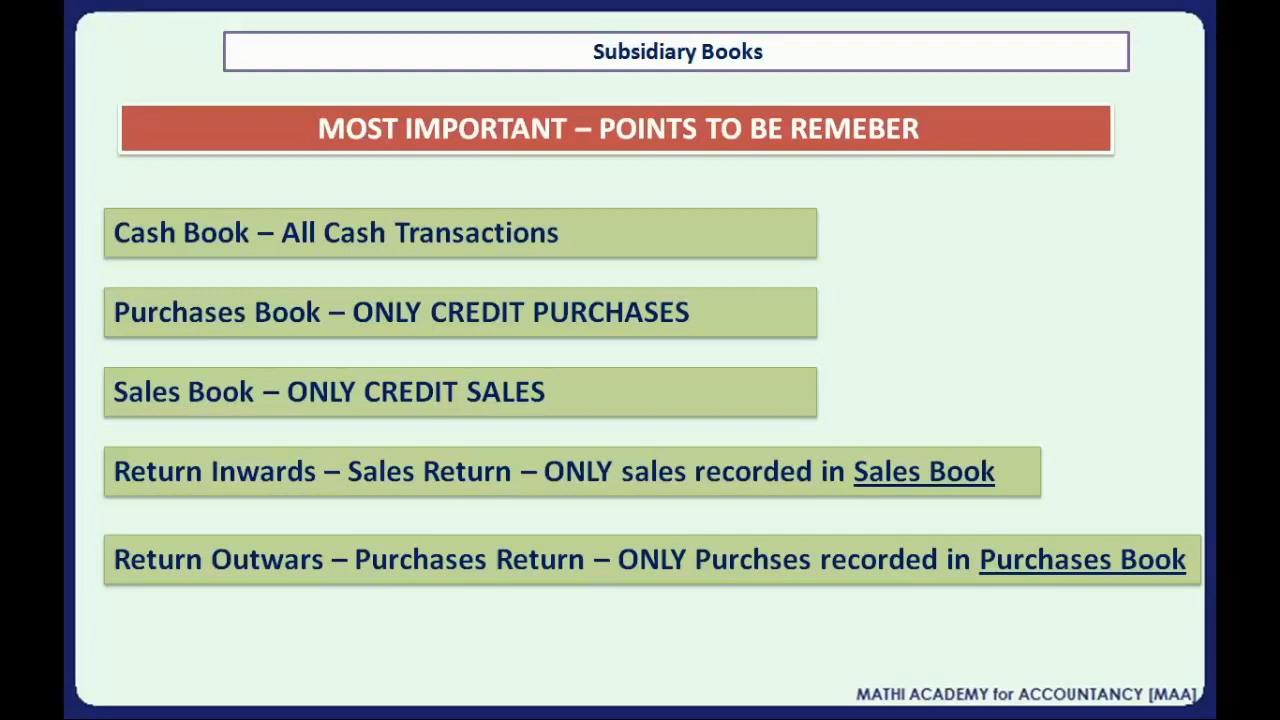 Subsidiary Books
MOST IMPORTANT – POINTS TO BE REMEBER
Cash Book – All Cash Transactions
Purchases Book – ONLY CREDIT PURCHASES
Sales Book – ONLY CREDIT SALES
Return Inwards – Sales Return – ONLY sales recorded in Sales Book
Return Outwars – Purchases Return – ONLY Purchses recorded in Purchases Book
MATHI ACADEMY for ACCOUNTANCY [MAA]